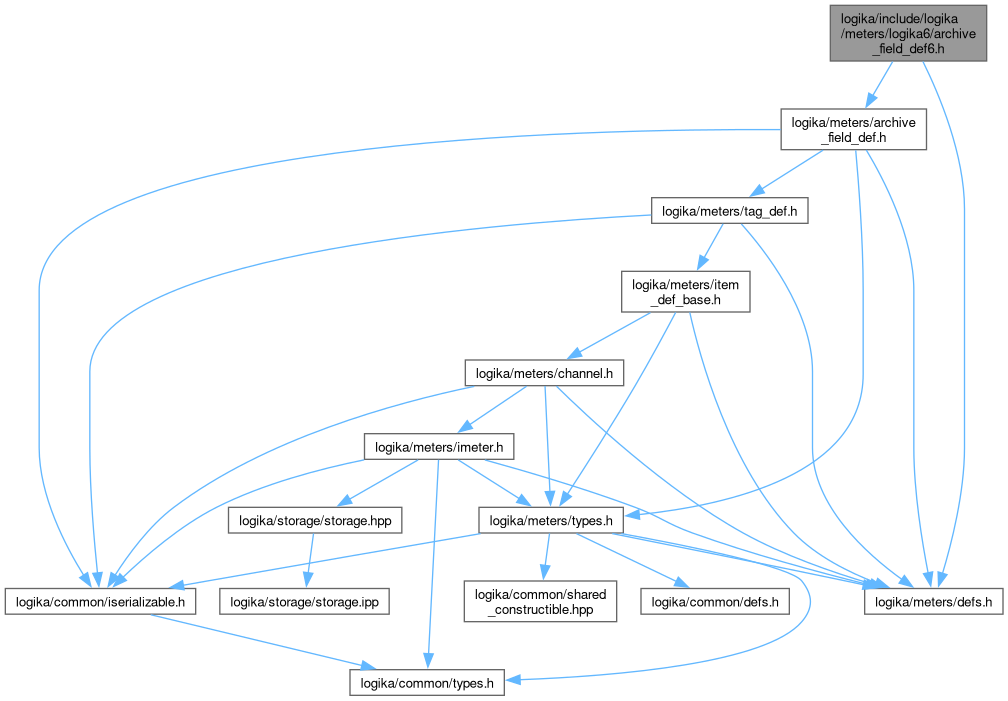 logika/include/logika
/meters/logika6/archive
_field_def6.h
logika/meters/archive
_field_def.h
logika/meters/tag_def.h
logika/meters/item
_def_base.h
logika/meters/channel.h
logika/meters/imeter.h
logika/storage/storage.hpp
logika/meters/types.h
logika/common/iserializable.h
logika/storage/storage.ipp
logika/common/shared
_constructible.hpp
logika/common/defs.h
logika/meters/defs.h
logika/common/types.h